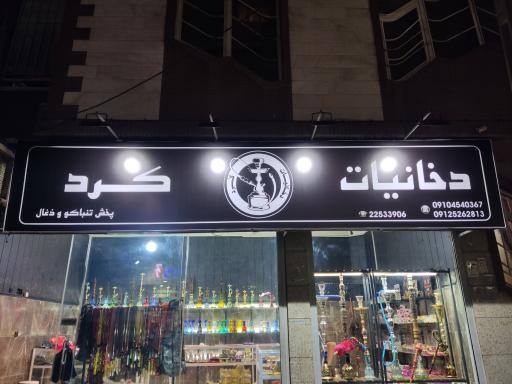 دخانیات کرد
پخش تنباکو و ذغال
09104540367
22533906
09125262813